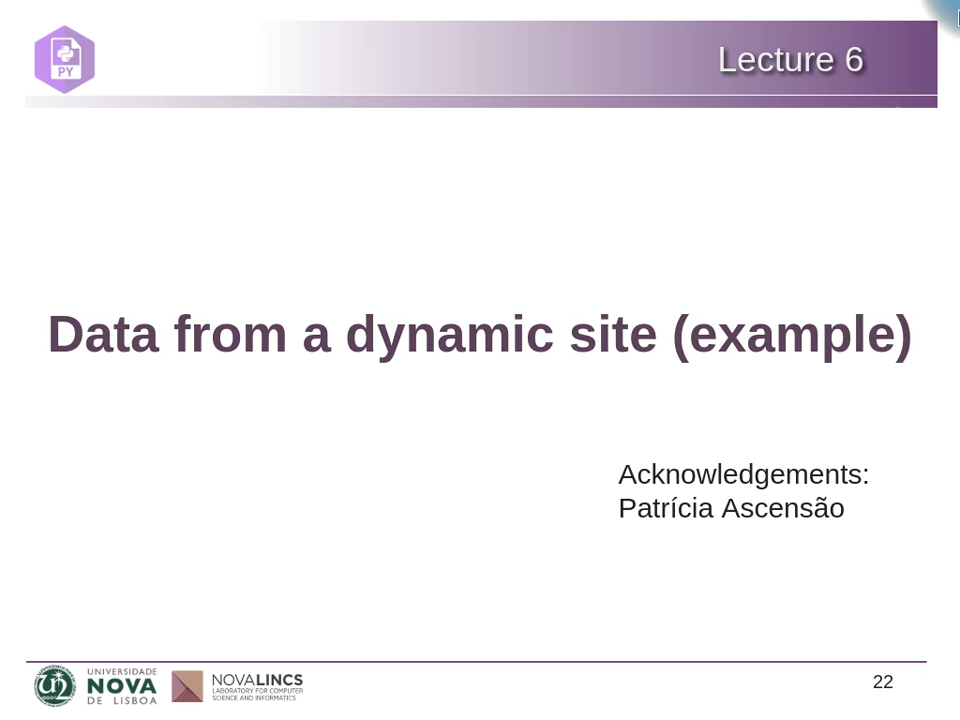 PY
Lecture 6
Data from a dynamic site (example)
Acknowledgements:
Patrícia Ascensão
UNIVERSIDADE
NOVA
DE LISBOA
NOVALINCS
LABORATORY FOR COMPUTER
SCIENCE AND INFORMATICS
22